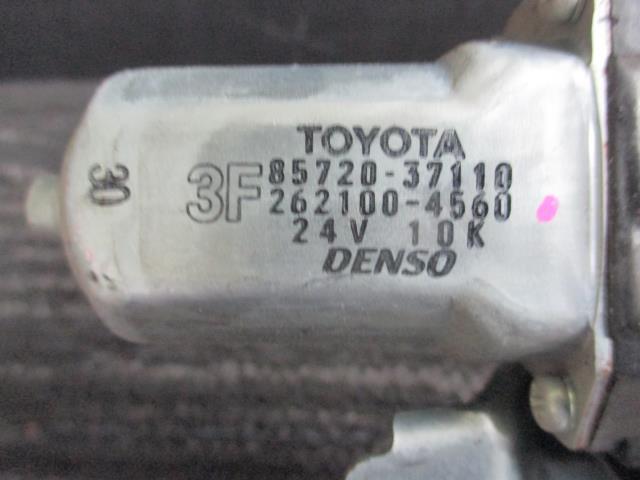 TOYOTA
3F 85720-37110
262100-4560
24V 10K
DENSO
30